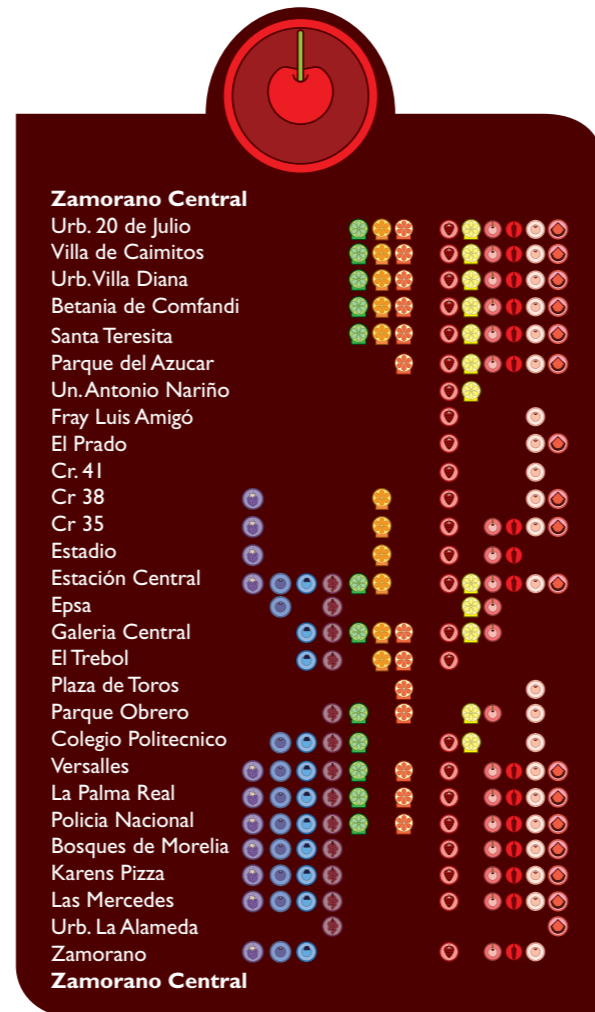 Zamorano Central
Urb. 20 de Julio
Villa de Caimitos
Urb. Villa Diana
Betania de Comfandi
Santa Teresita
Parque del Azucar
Un. Antonio Nariño
Fray Luis Amigó
El Prado
Cr. 41
Cr 38
Cr 35
Estadio
Estación Central
Epsa
Galeria Central
El Trebol
Plaza de Toros
Parque Obrero
Colegio Politecnico
Versalles
La Palma Real
Policia Nacional
Bosques de Morelia
Karens Pizza
Las Mercedes
Urb. La Alameda
Zamorano
Zamorano Central